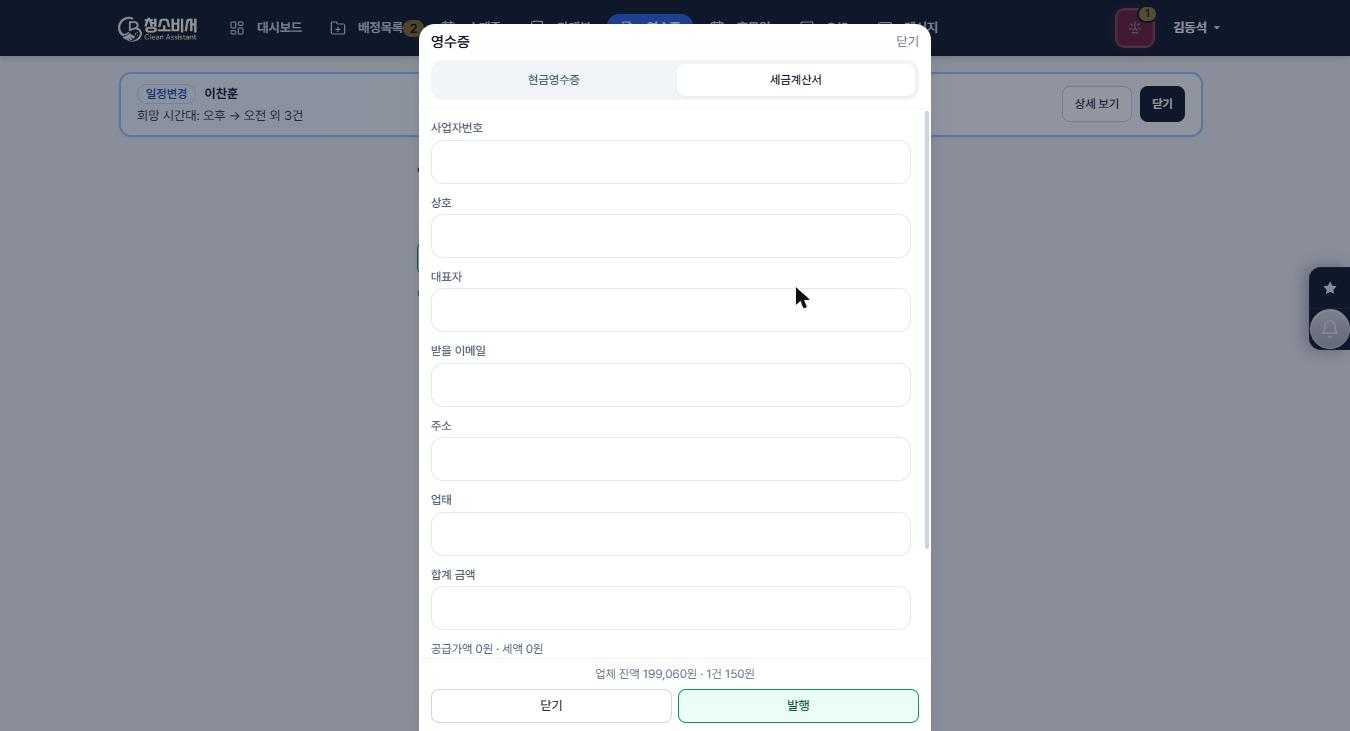 청소비서
Clean Assistant
대시보드
배정목록 2
1
김동석
일정변경 이찬훈
희망 시간대: 오후 → 오전 외 3건
상세 보기
닫기
영수증
닫기
현금영수증
세금계산서
사업자번호
상호
대표자
받을 이메일
주소
업태
합계 금액
공급가액 0원 · 세액 0원
업체 잔액 199,060원 · 1건 150원
닫기
발행